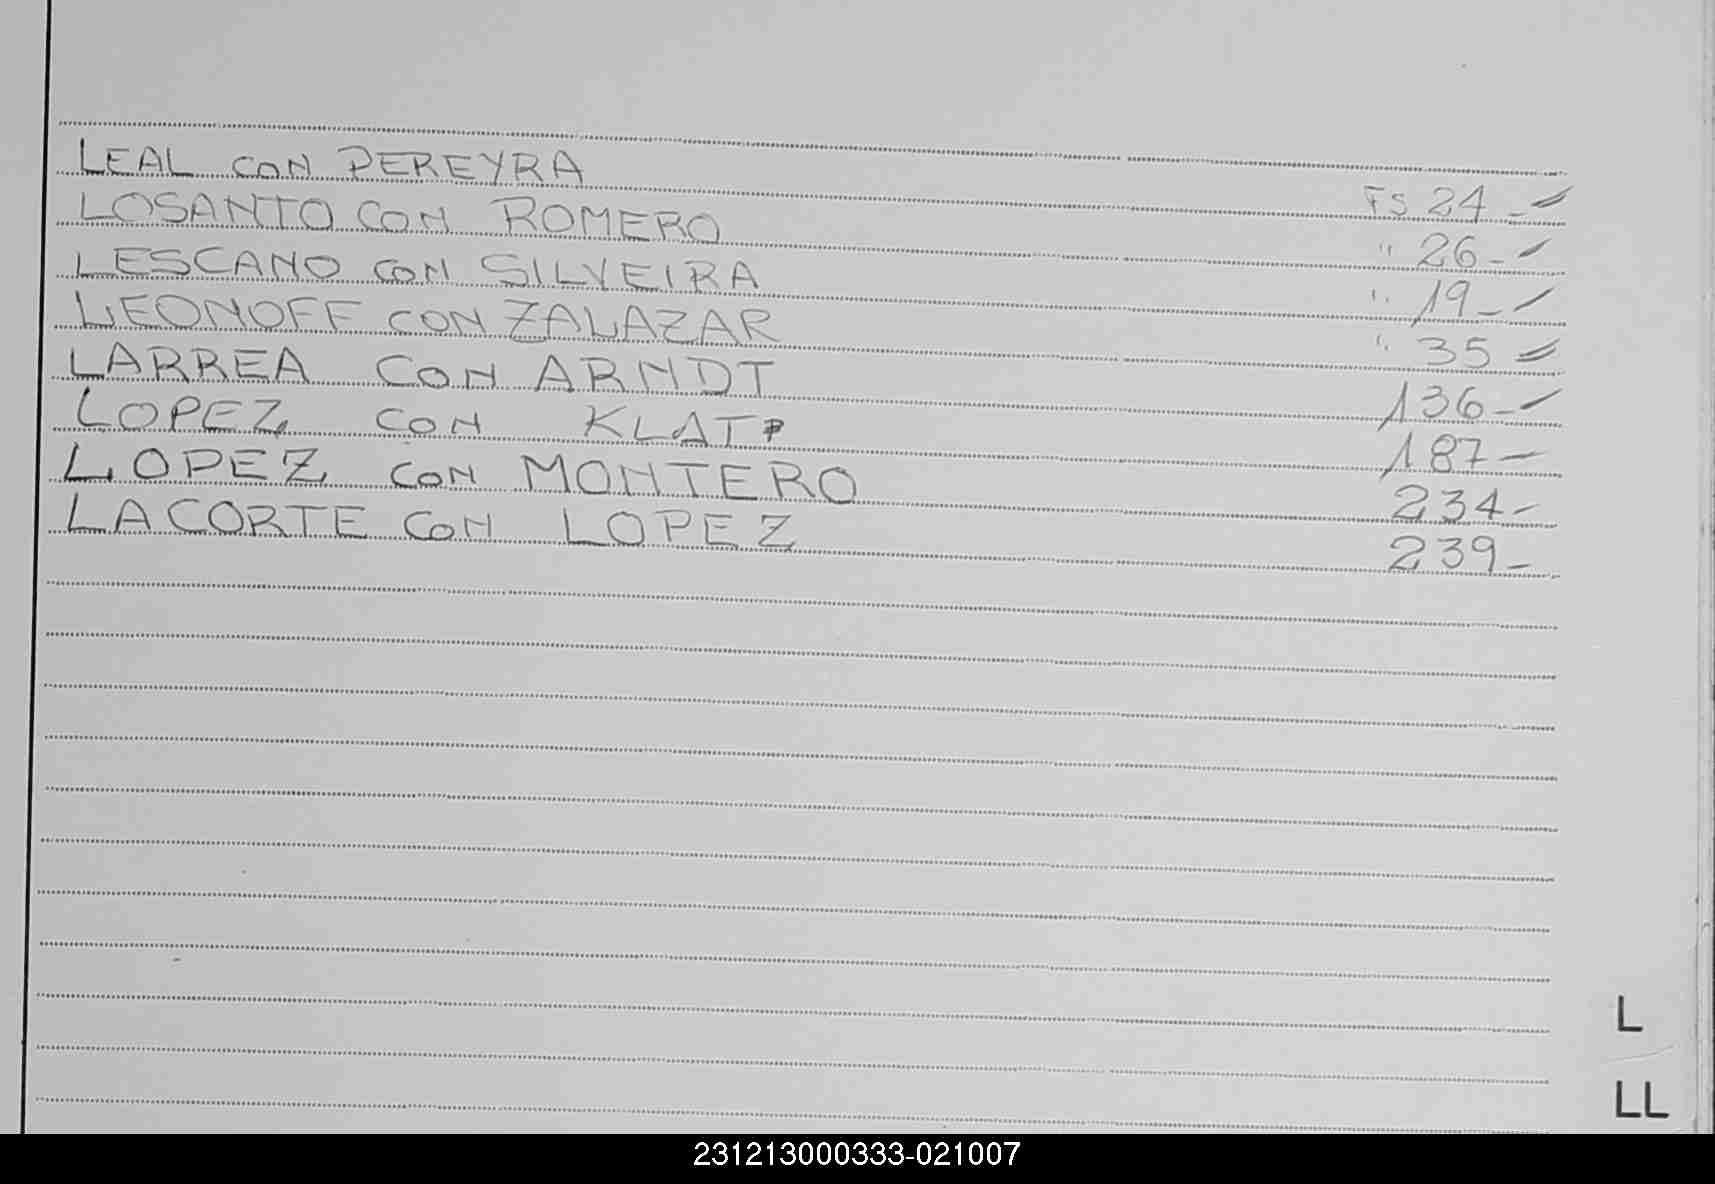 LEAL CON PEREYRA FS 24 -
LOSANTO CON ROMERO " 26 -
LESCANO CON SILVEIRA " 19 -
LEONOFF CON ZALAZAR " 35
LARREA CON ARNDT 136 -
LOPEZ CON KLATT 187 -
LOPEZ CON MONTERO 234 -
LACORTE CON LOPEZ 239 -
L
LL
231213000333-021007